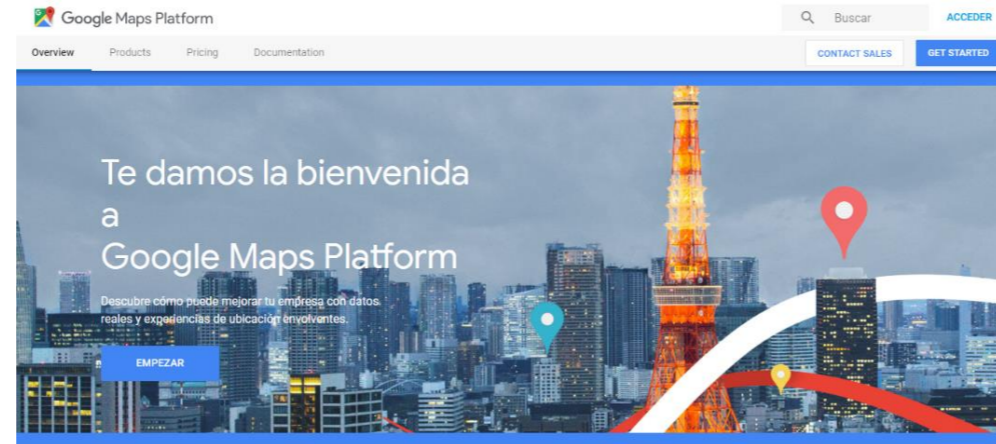 Google Maps Platform
Buscar
ACCEDER
Overview
Products
Pricing
Documentation
CONTACT SALES
GET STARTED
Te damos la bienvenida
a
Google Maps Platform
Descubre cómo puede mejorar tu empresa con datos
reales y experiencias de ubicación envolventes.
EMPEZAR